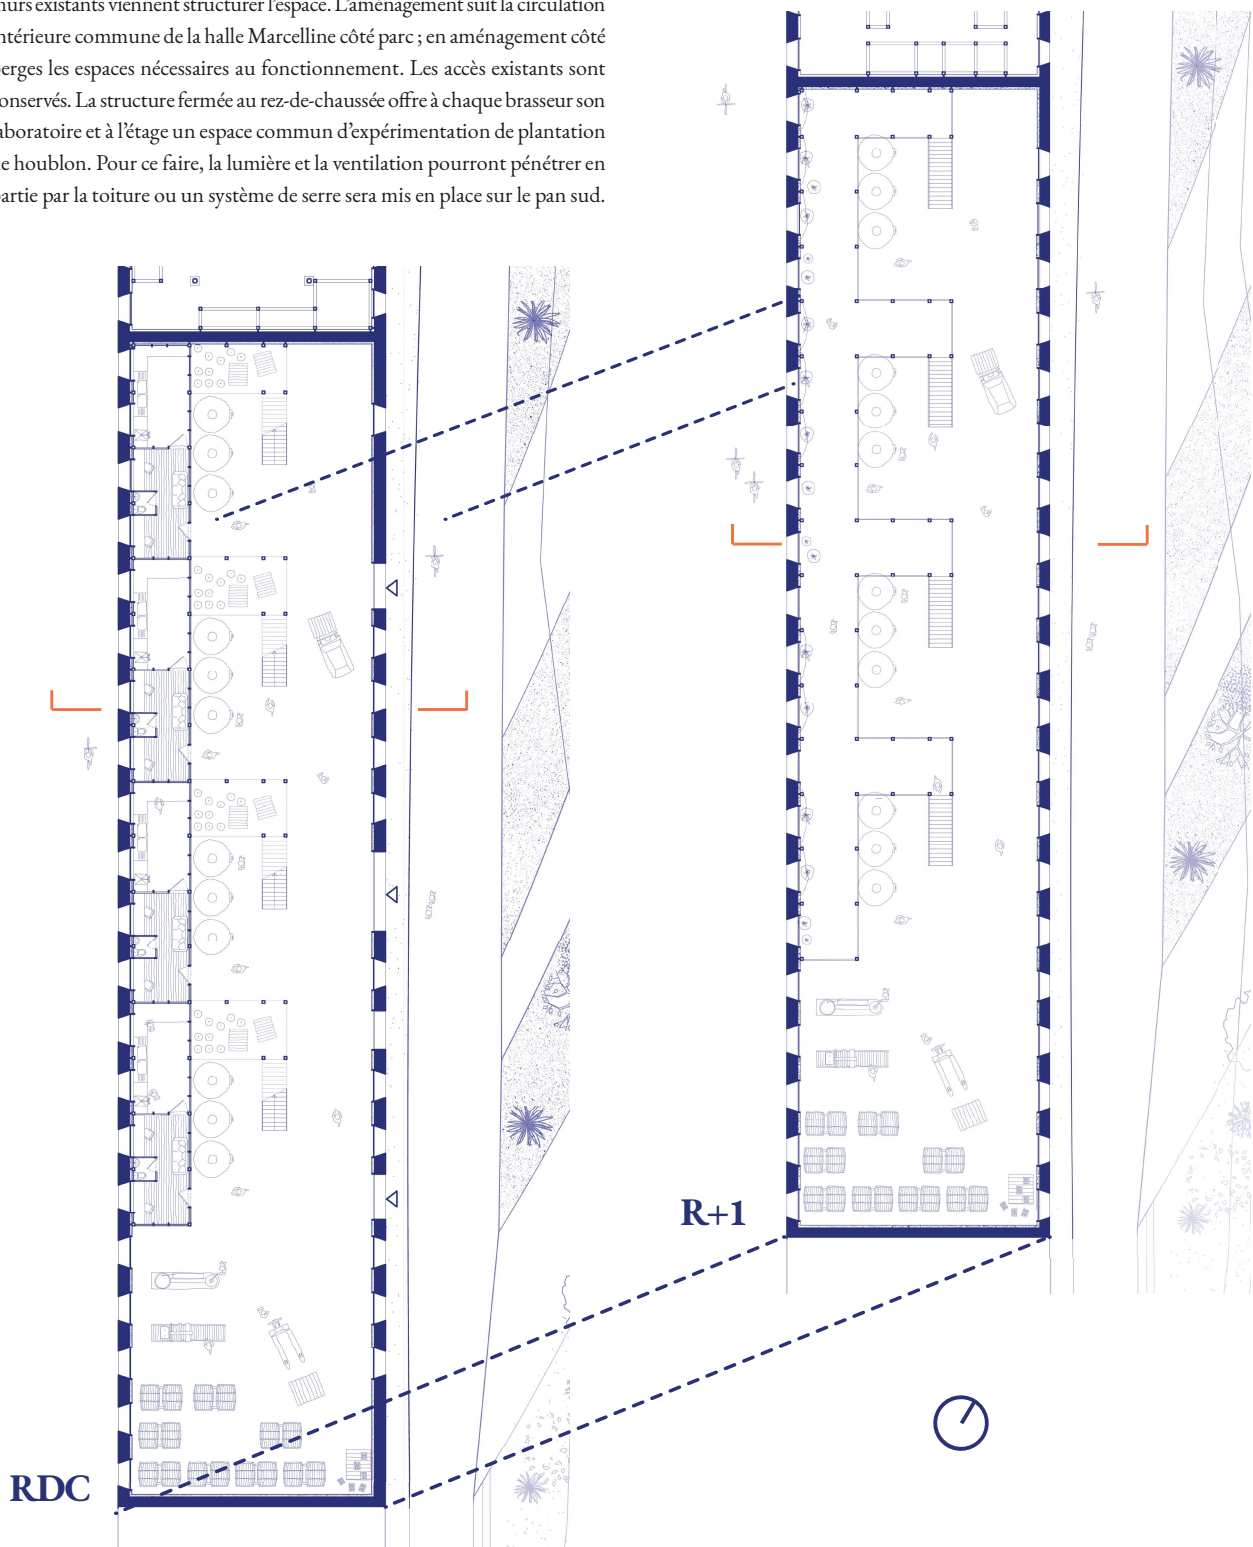 murs existants viennent structurer l'espace. L'aménagement suit la circulation
intérieure commune de la halle Marcelline côté parc ; en aménagement côté
berges les espaces nécessaires au fonctionnement. Les accès existants sont
conservés. La structure fermée au rez-de-chaussée offre à chaque brasseur son
laboratoire et à l'étage un espace commun d'expérimentation de plantation
de houblon. Pour ce faire, la lumière et la ventilation pourront pénétrer en
partie par la toiture ou un système de serre sera mis en place sur le pan sud.
R+1
RDC